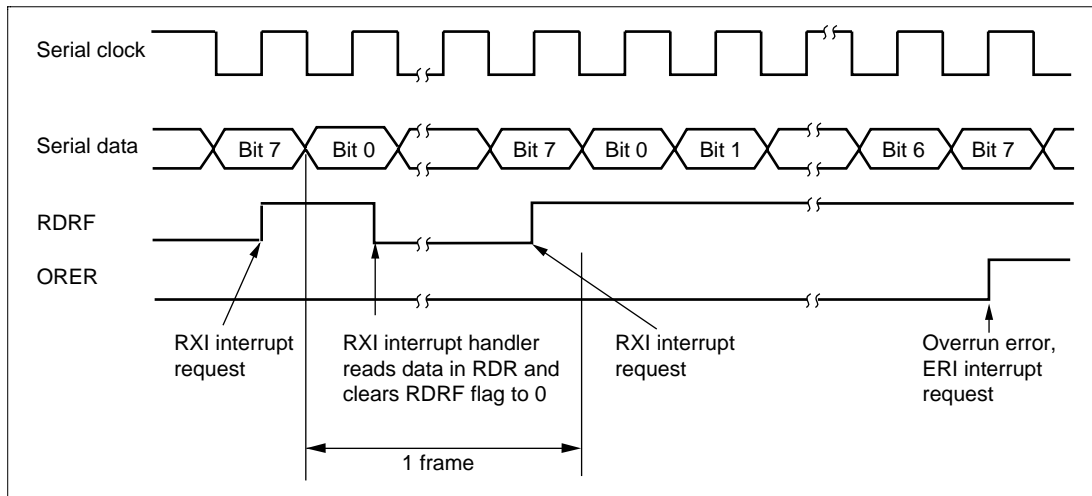 Serial clock
Serial data
Bit 7 Bit 0 Bit 7 Bit 0 Bit 1 Bit 6 Bit 7
RDRF
ORER
RXI interrupt
request
RXI interrupt handler
reads data in RDR and
clears RDRF flag to 0
RXI interrupt
request
Overrun error,
ERI interrupt
request
1 frame